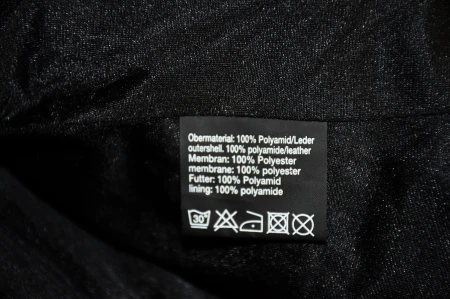 Obermaterial: 100% Polyamid/Leder
outershell. 100% polyamide/leather
Membran: 100% Polyester
membrane: 100% polyester
Futter: 100% Polyamid
lining: 100% polyamide
30°